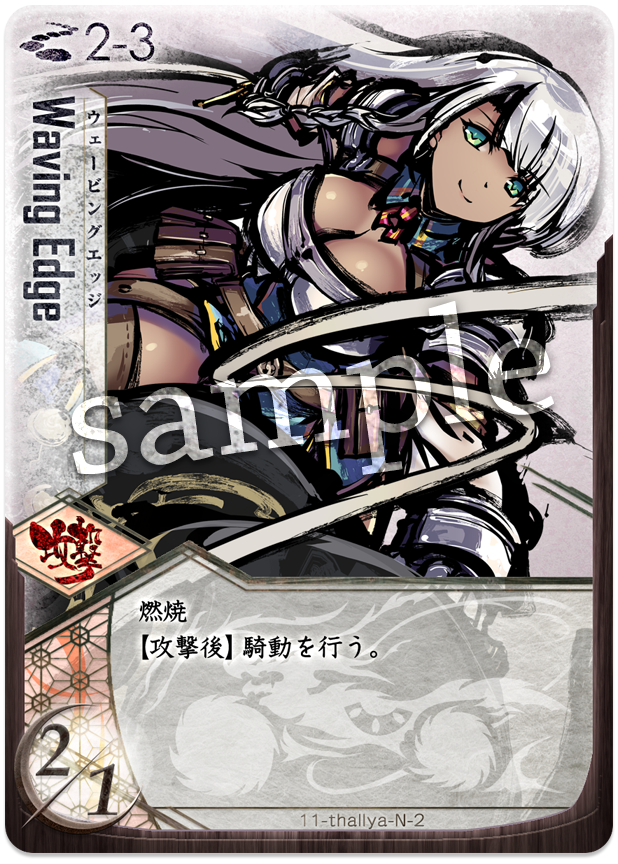 2-3
Waving Edge
ウェービングエッジ
sample
攻撃
燃焼
【攻撃後】騎動を行う。
2/1
11-thallya-N-2